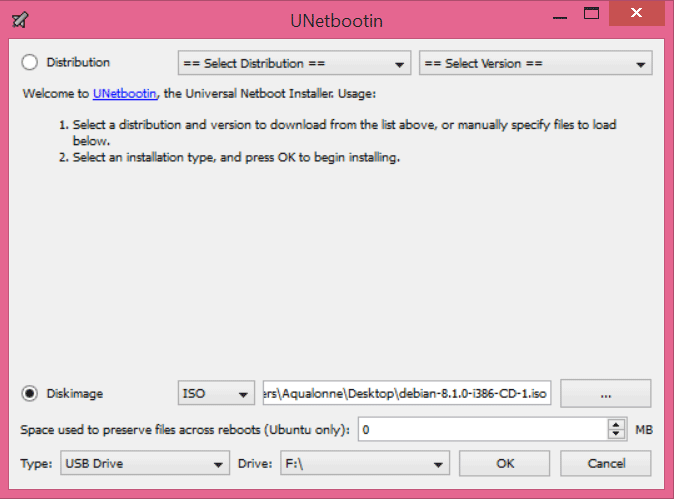 UNetbootin
Distribution == Select Distribution == == Select Version ==
Welcome to UNetbootin, the Universal Netboot Installer. Usage:
1. Select a distribution and version to download from the list above, or manually specify files to load
below.
2. Select an installation type, and press OK to begin installing.
Diskimage ISO ers\Aqualonne\Desktop\debian-8.1.0-i386-CD-1.iso ...
Space used to preserve files across reboots (Ubuntu only): 0 MB
Type: USB Drive Drive: F:\ OK Cancel